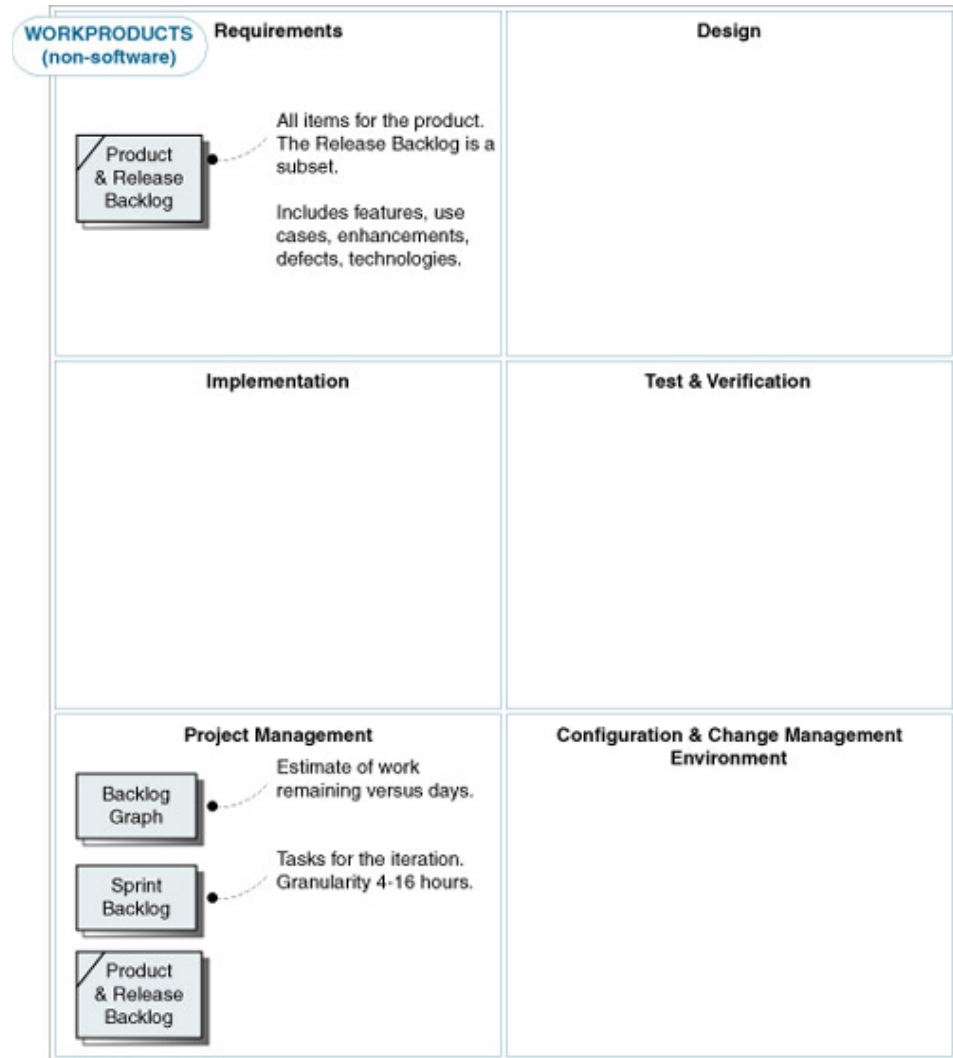 WORKPRODUCTS
(non-software)
Requirements
Design
Product
& Release
Backlog
All items for the product.
The Release Backlog is a
subset.
Includes features, use
cases, enhancements,
defects, technologies.
Implementation
Test & Verification
Project Management
Configuration & Change Management
Environment
Backlog
Graph
Estimate of work
remaining versus days.
Sprint
Backlog
Tasks for the iteration.
Granularity 4-16 hours.
Product
& Release
Backlog